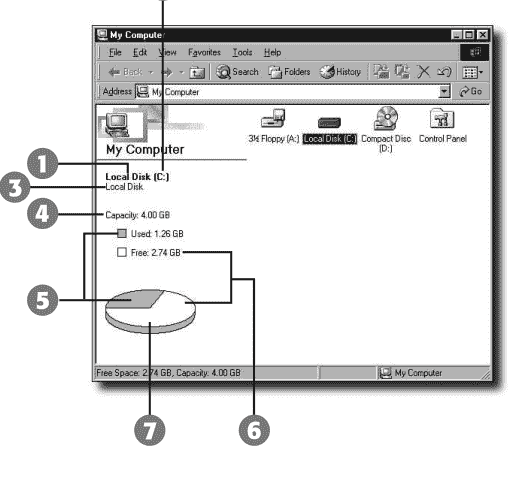 My Computer
File Edit View Favorites Tools Help
Back Search Folders History
Address My Computer Go
3½ Floppy (A:) Local Disk (C:) Compact Disc (D:) Control Panel
My Computer
1
Local Disk (C:)
3
Local Disk
4
Capacity: 4.00 GB
Used: 1.26 GB
Free: 2.74 GB
5
Free Space: 2.74 GB, Capacity: 4.00 GB My Computer
7
6